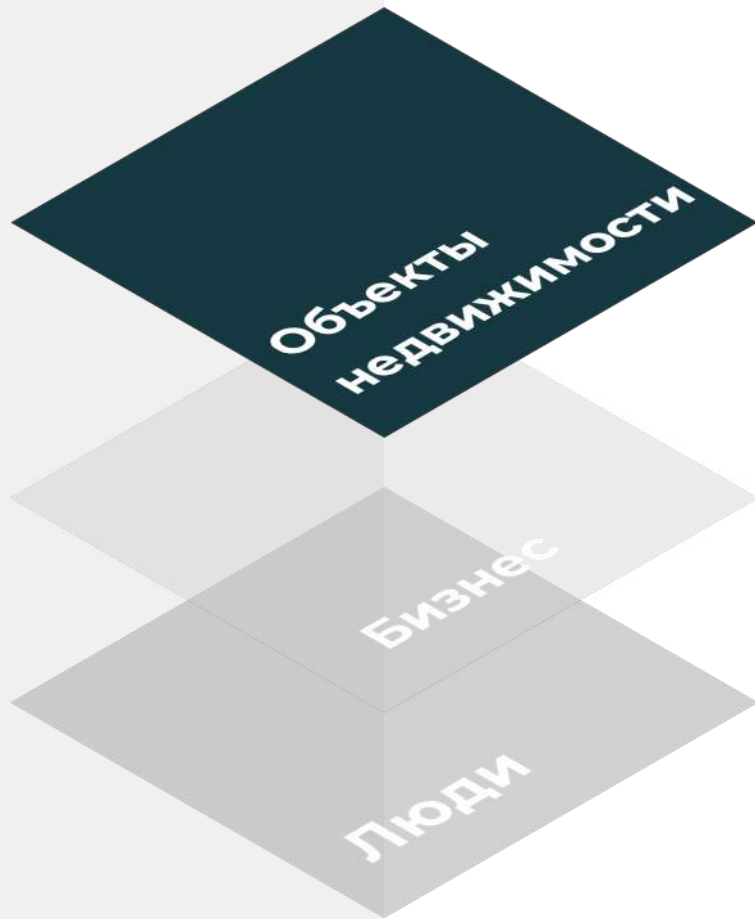 Объекты
недвижимости
Бизнес
Люди